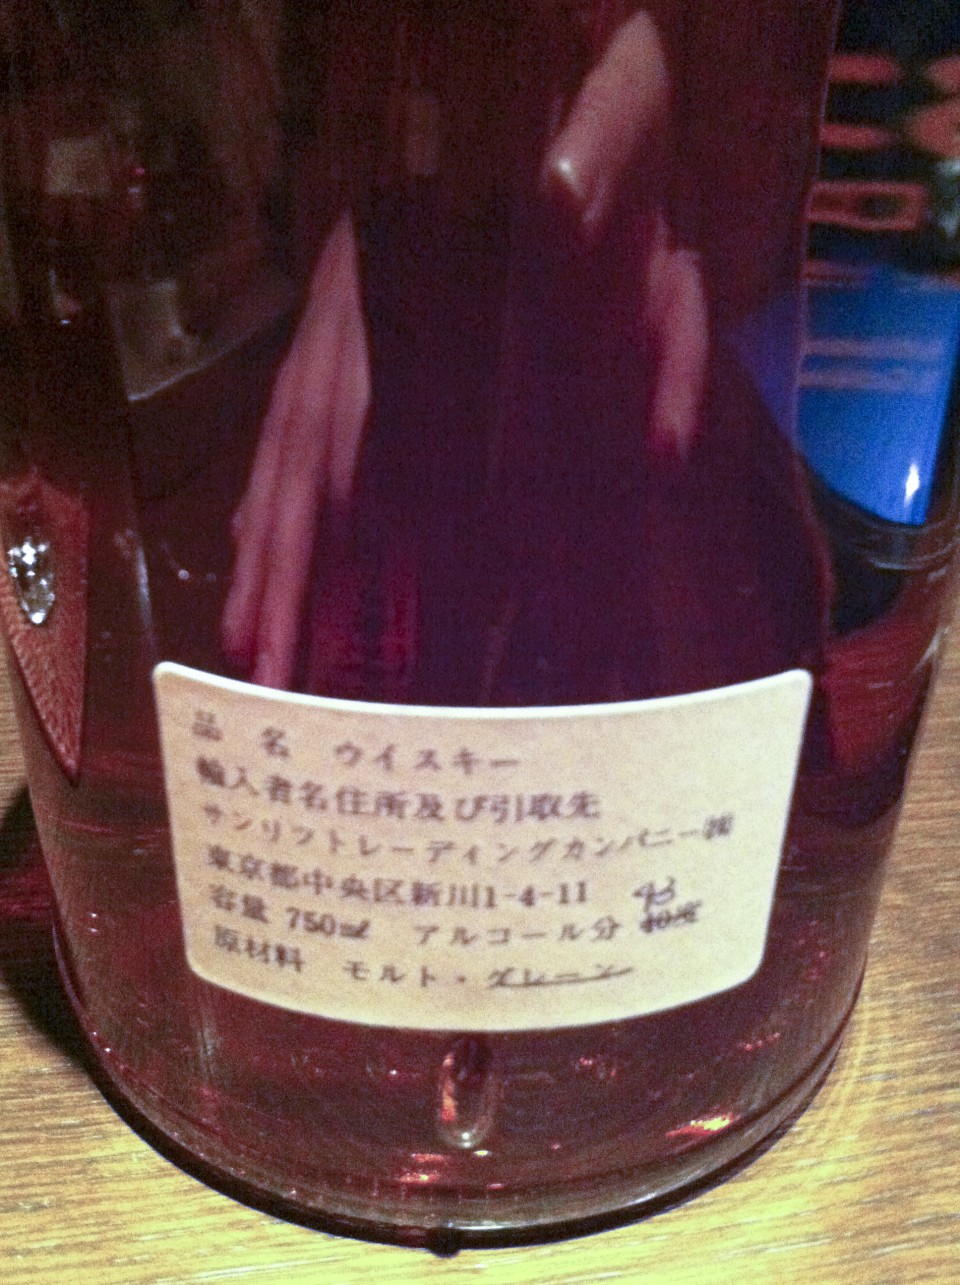 品 名 ウイスキー
輸入者名住所及び引取先
サンリットレーディングカンパニー㈱
東京都中央区新川1-4-11
43
容量 750㎖ アルコール分 40度
原材料 モルト・グレーン